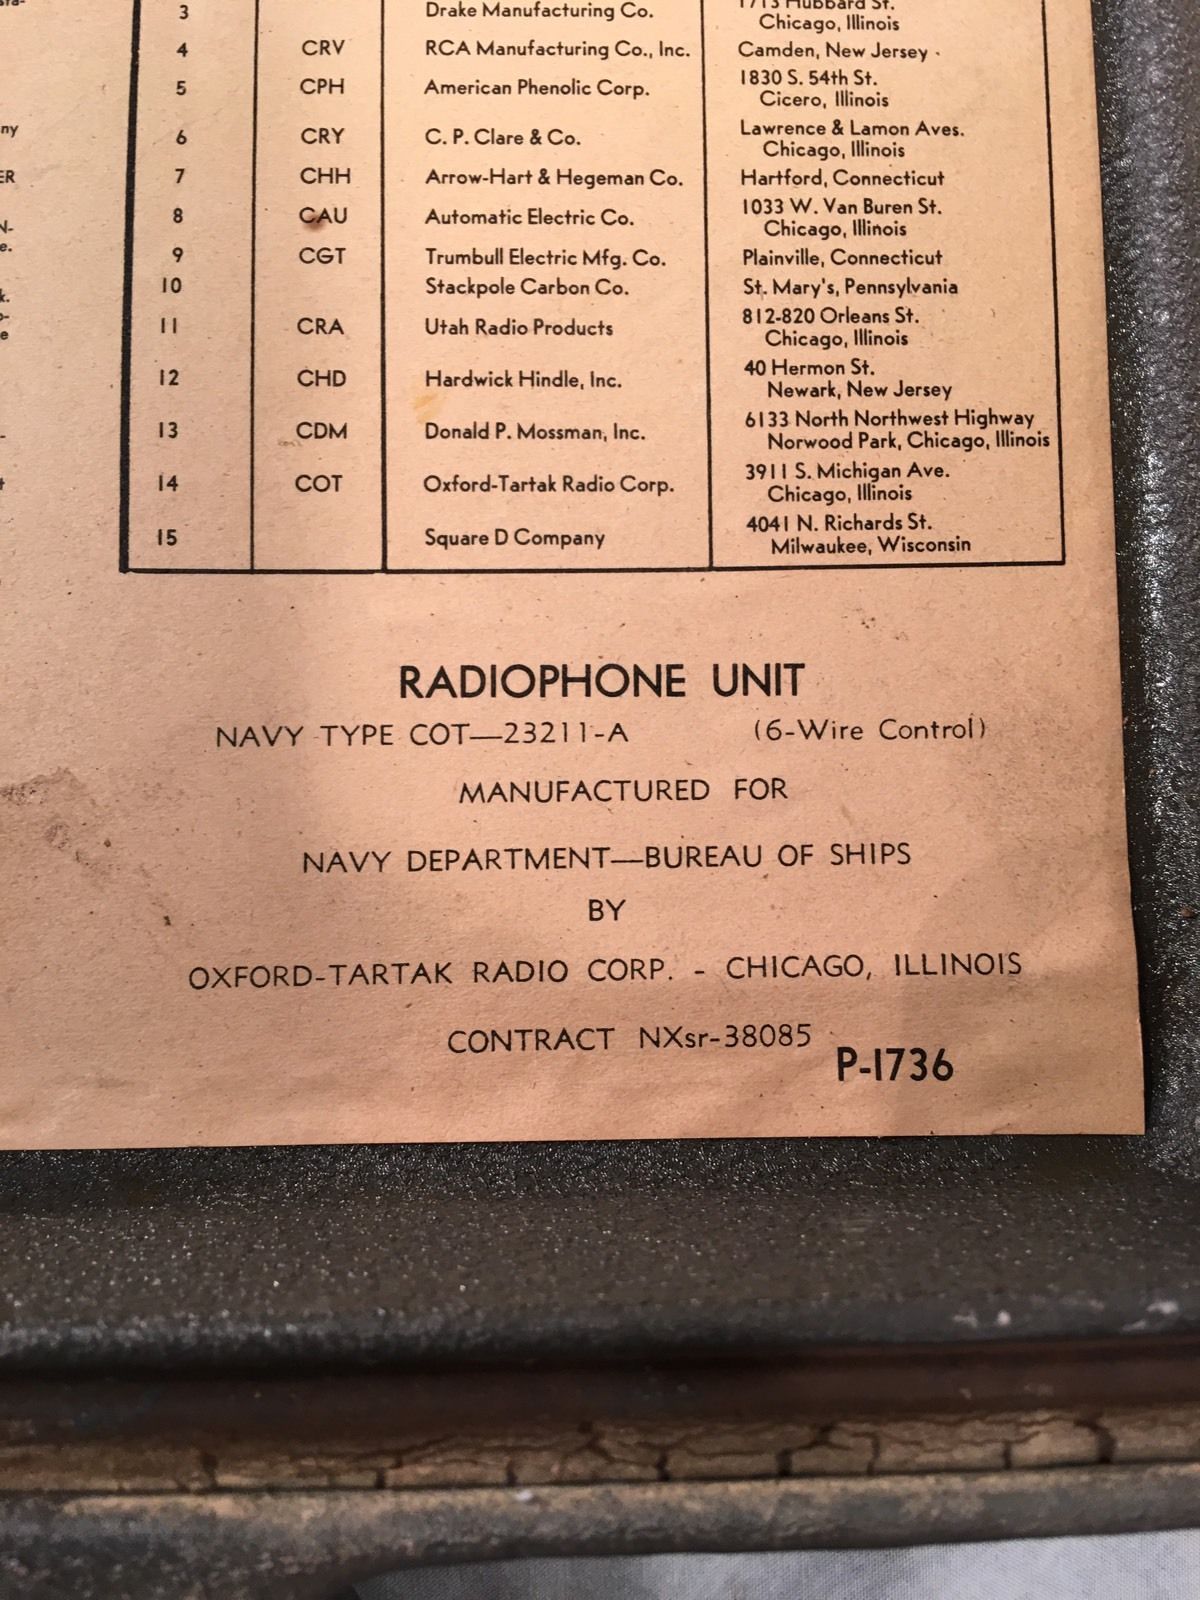 ny
ER
N-
e.
k.
o-
e
-
t
3 Drake Manufacturing Co. 1713 Hubbard St.
Chicago, Illinois
4 CRV RCA Manufacturing Co., Inc. Camden, New Jersey
5 CPH American Phenolic Corp. 1830 S. 54th St.
Cicero, Illinois
6 CRY C. P. Clare & Co. Lawrence & Lamon Aves.
Chicago, Illinois
7 CHH Arrow-Hart & Hegeman Co. Hartford, Connecticut
8 CAU Automatic Electric Co. 1033 W. Van Buren St.
Chicago, Illinois
9 CGT Trumbull Electric Mfg. Co. Plainville, Connecticut
10 Stackpole Carbon Co. St. Mary's, Pennsylvania
11 CRA Utah Radio Products 812-820 Orleans St.
Chicago, Illinois
12 CHD Hardwick Hindle, Inc. 40 Hermon St.
Newark, New Jersey
13 CDM Donald P. Mossman, Inc. 6133 North Northwest Highway
Norwood Park, Chicago, Illinois
14 COT Oxford-Tartak Radio Corp. 3911 S. Michigan Ave.
Chicago, Illinois
15 Square D Company 4041 N. Richards St.
Milwaukee, Wisconsin
RADIOPHONE UNIT
NAVY TYPE COT—23211-A (6-Wire Control)
MANUFACTURED FOR
NAVY DEPARTMENT—BUREAU OF SHIPS
BY
OXFORD-TARTAK RADIO CORP. - CHICAGO, ILLINOIS
CONTRACT NXsr-38085
P-1736